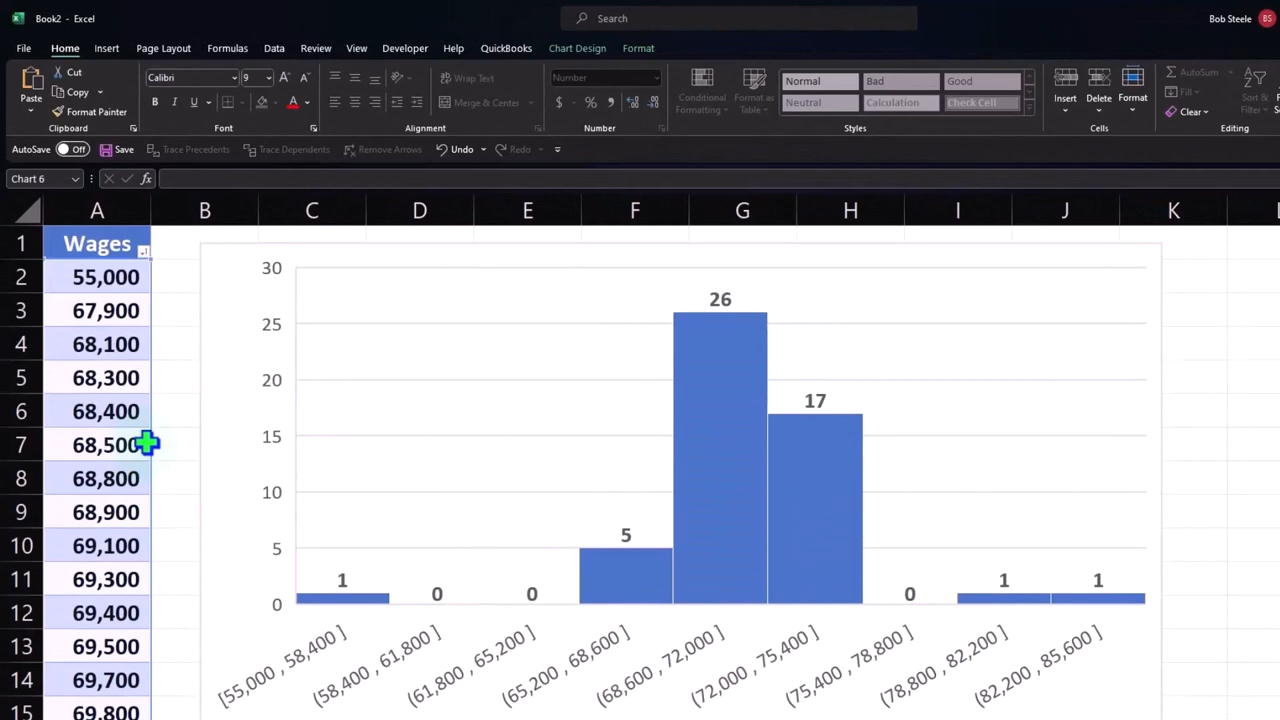 Book2 - Excel
Search
Bob Steele BS
File Home Insert Page Layout Formulas Data Review View Developer Help QuickBooks Chart Design Format
Paste
Cut
Copy
Format Painter
Clipboard
Calibri 9
B I U
Font
Wrap Text
Merge & Center
Alignment
Number
$ % 9
Number
Conditional Formatting
Format as Table
Normal Bad Good
Neutral Calculation Check Cell
Styles
Insert Delete Format
Cells
AutoSum
Fill
Clear
Sort &
Editing
AutoSave Off Save Trace Precedents Trace Dependents Remove Arrows Undo Redo
Chart 6 fx
A B C D E F G H I J K
1 Wages
2 55,000
3 67,900
4 68,100
5 68,300
6 68,400
7 68,500
8 68,800
9 68,900
10 69,100
11 69,300
12 69,400
13 69,500
14 69,700
15 69,800
30
25
20
15
10
5
0
1 0 0 5 26 17 0 1 1
[55,000 , 58,400 ]
(58,400 , 61,800 ]
(61,800 , 65,200 ]
(65,200 , 68,600 ]
(68,600 , 72,000 ]
(72,000 , 75,400 ]
(75,400 , 78,800 ]
(78,800 , 82,200 ]
(82,200 , 85,600 ]